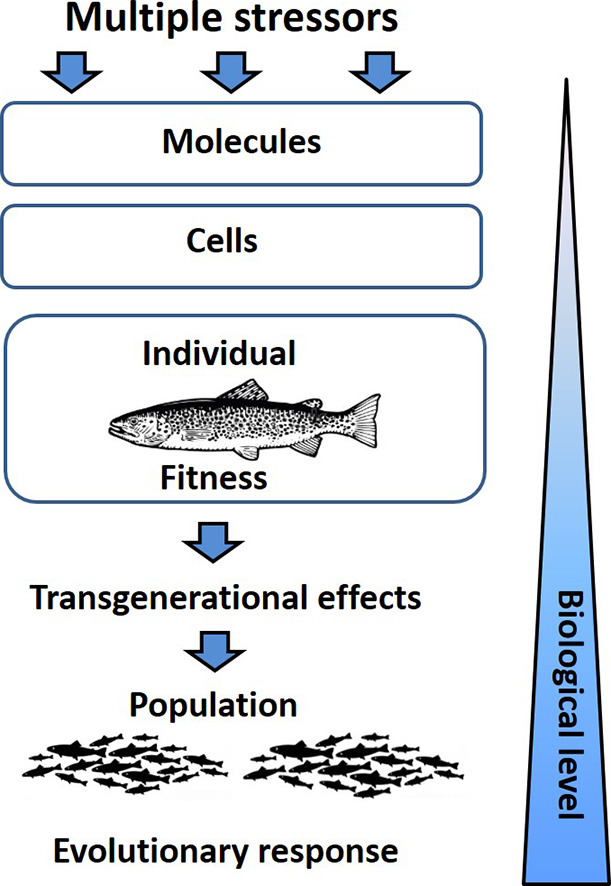 Multiple stressors
Molecules
Cells
Individual
Fitness
Transgenerational effects
Population
Evolutionary response
Biological level